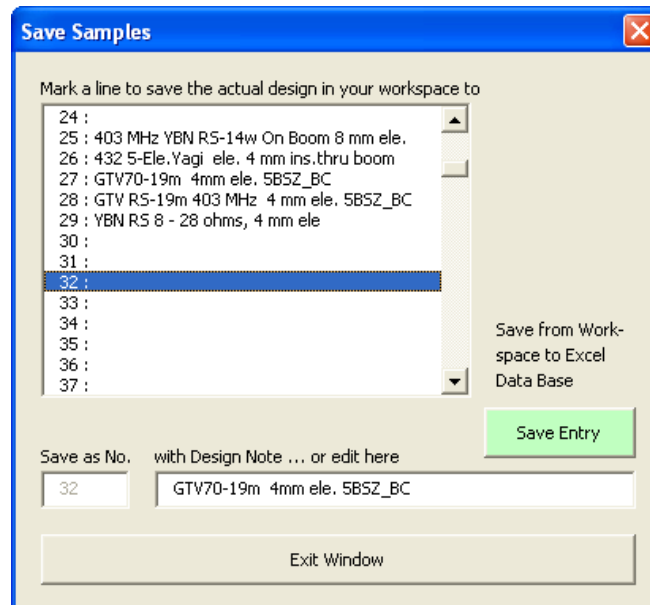 Save Samples
Mark a line to save the actual design in your workspace to
24 :
25 : 403 MHz YBN RS-14w On Boom 8 mm ele.
26 : 432 5-Ele.Yagi  ele. 4 mm ins.thru boom
27 : GTV70-19m  4mm ele. 5BSZ_BC
28 : GTV RS-19m 403 MHz  4 mm ele. 5BSZ_BC
29 : YBN RS 8 - 28 ohms, 4 mm ele
30 :
31 :
32 :
33 :
34 :
35 :
36 :
37 :
Save from Work-
space to Excel
Data Base
Save Entry
Save as No.
with Design Note ... or edit here
32
GTV70-19m  4mm ele. 5BSZ_BC
Exit Window